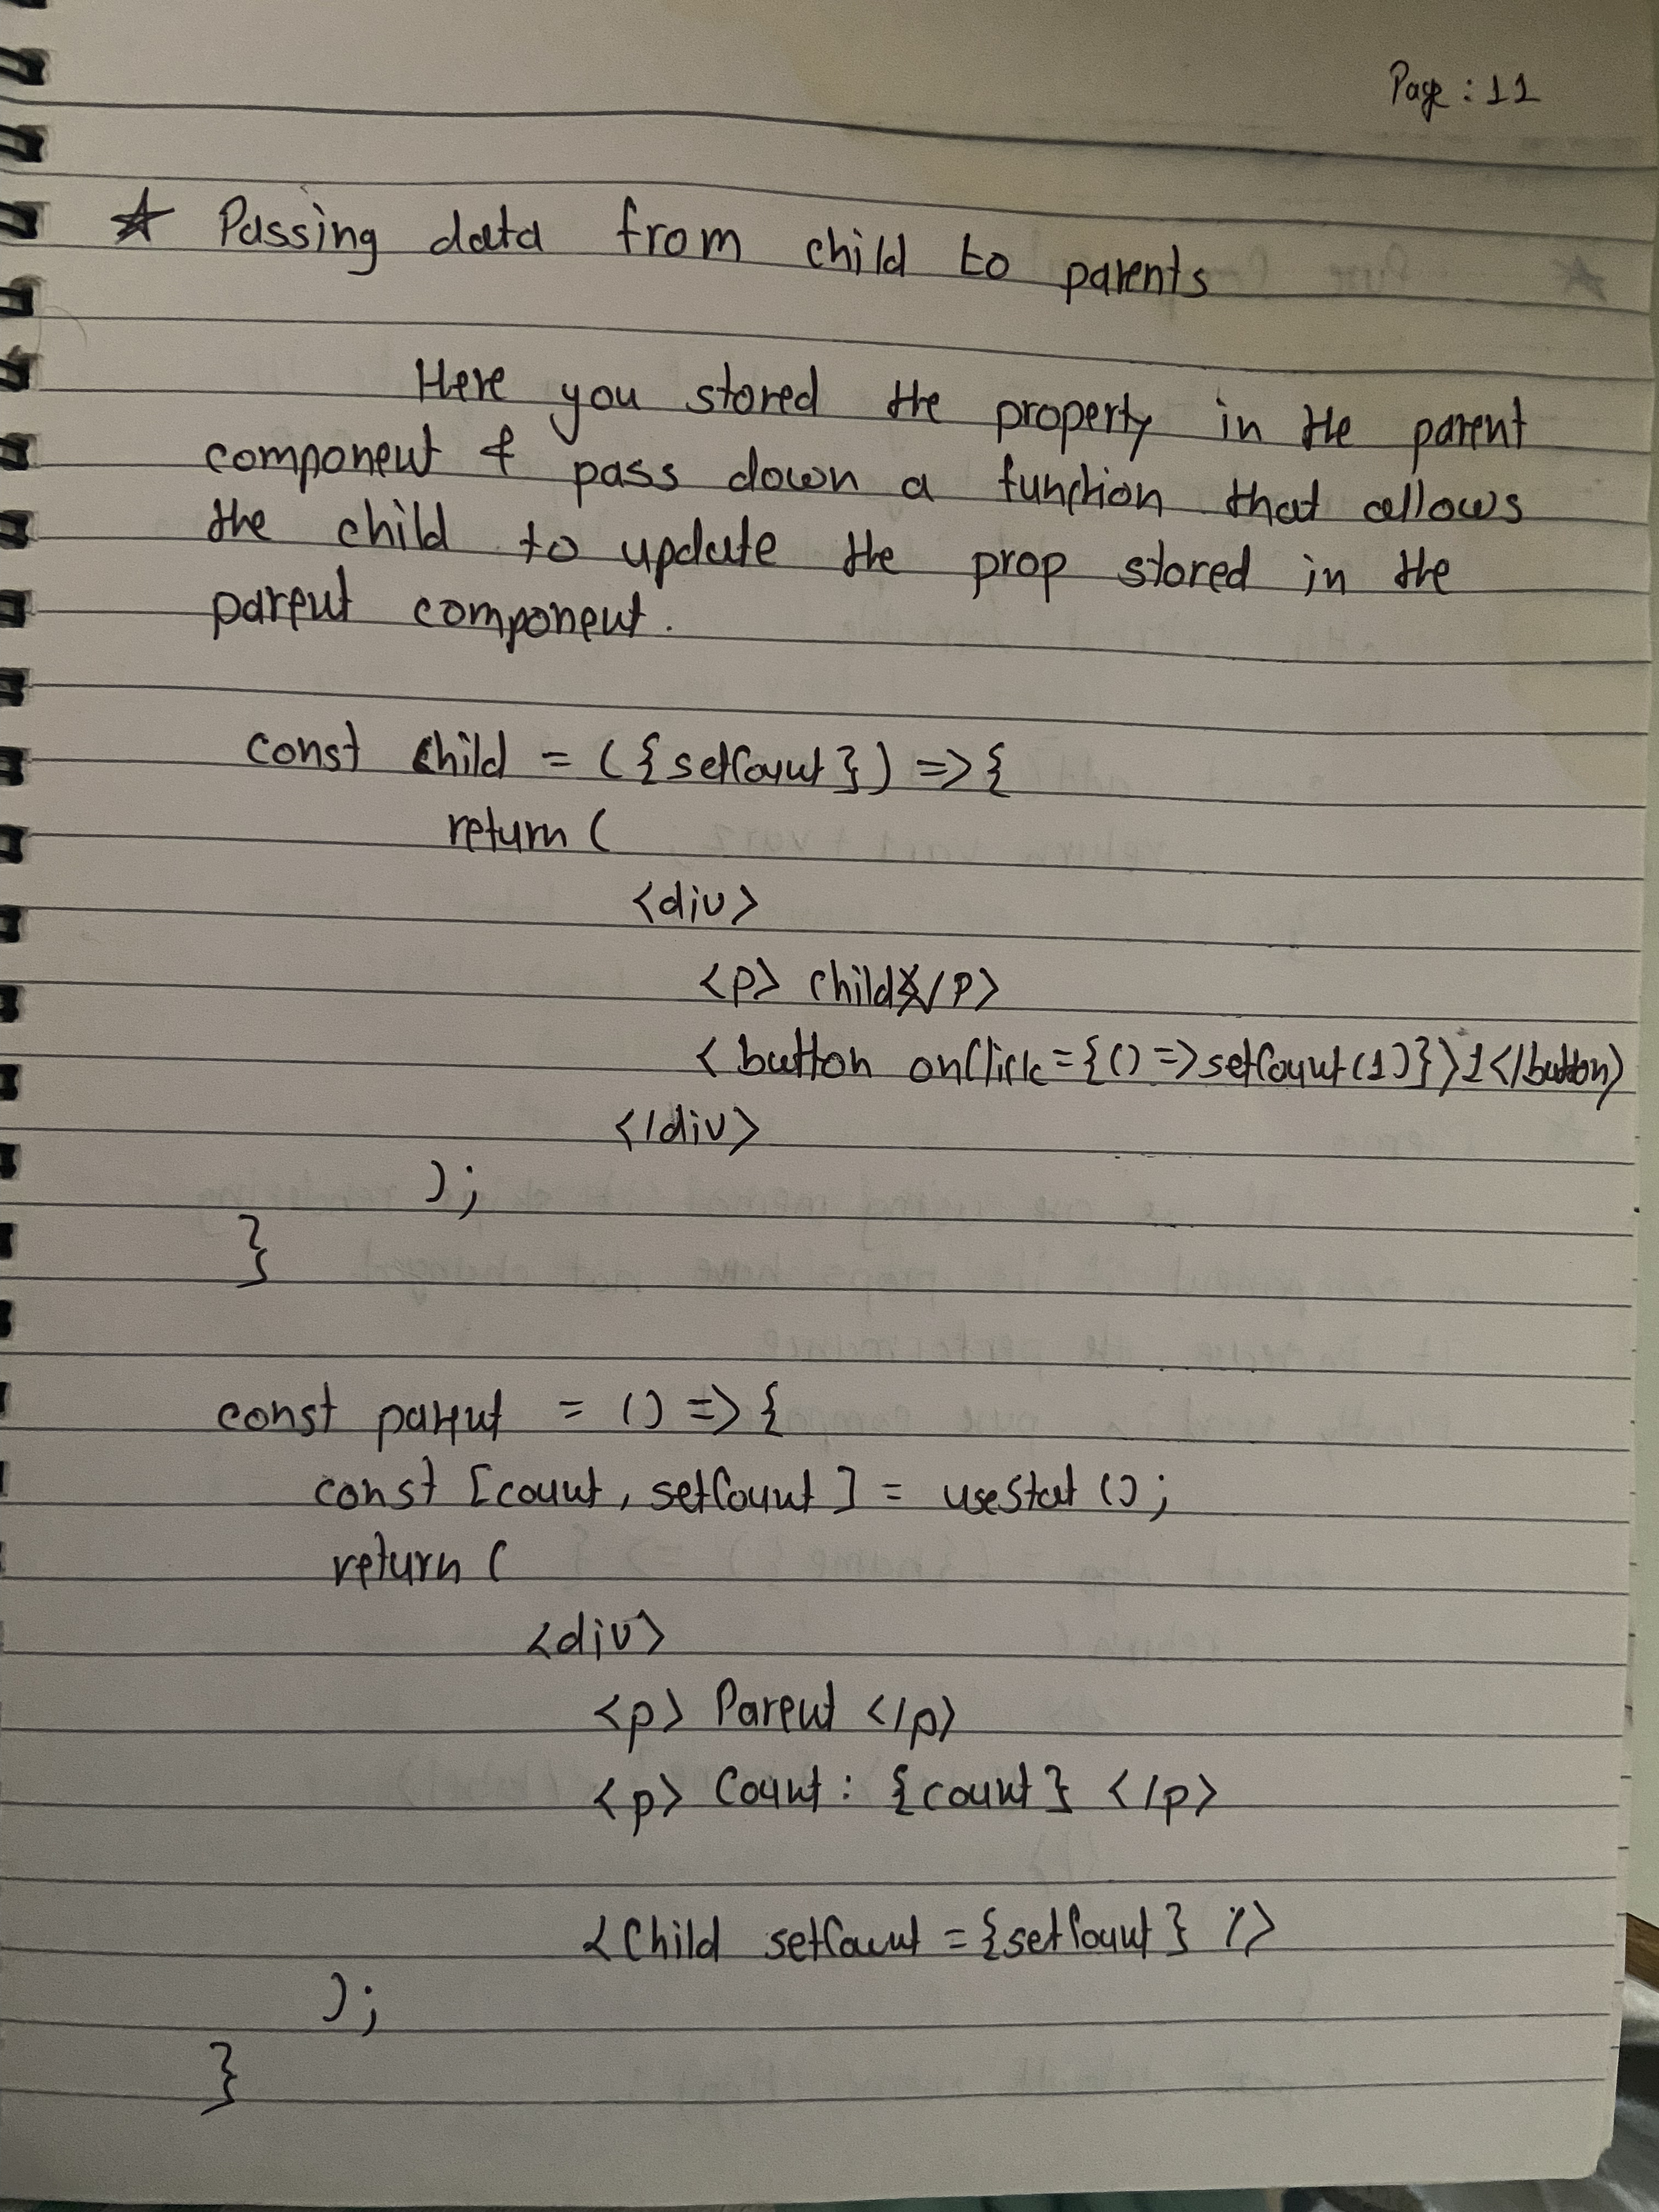 Page : 11
★ Passing data from child to parents
Here you stored the property in the parent
component & pass down a function that allows
the child to update the prop stored in the
parent component.
const child = ({setCount}) => {
return (
<div>
<p> child</p>
<button onClick={() => setCount(1)}>1</button>
</div>
);
}
const parent = () => {
const [count, setCount] = useStat ();
return (
<div>
<p> Parent </p>
<p> Count : {count} </p>
<Child setCount = {setCount} />
);
}